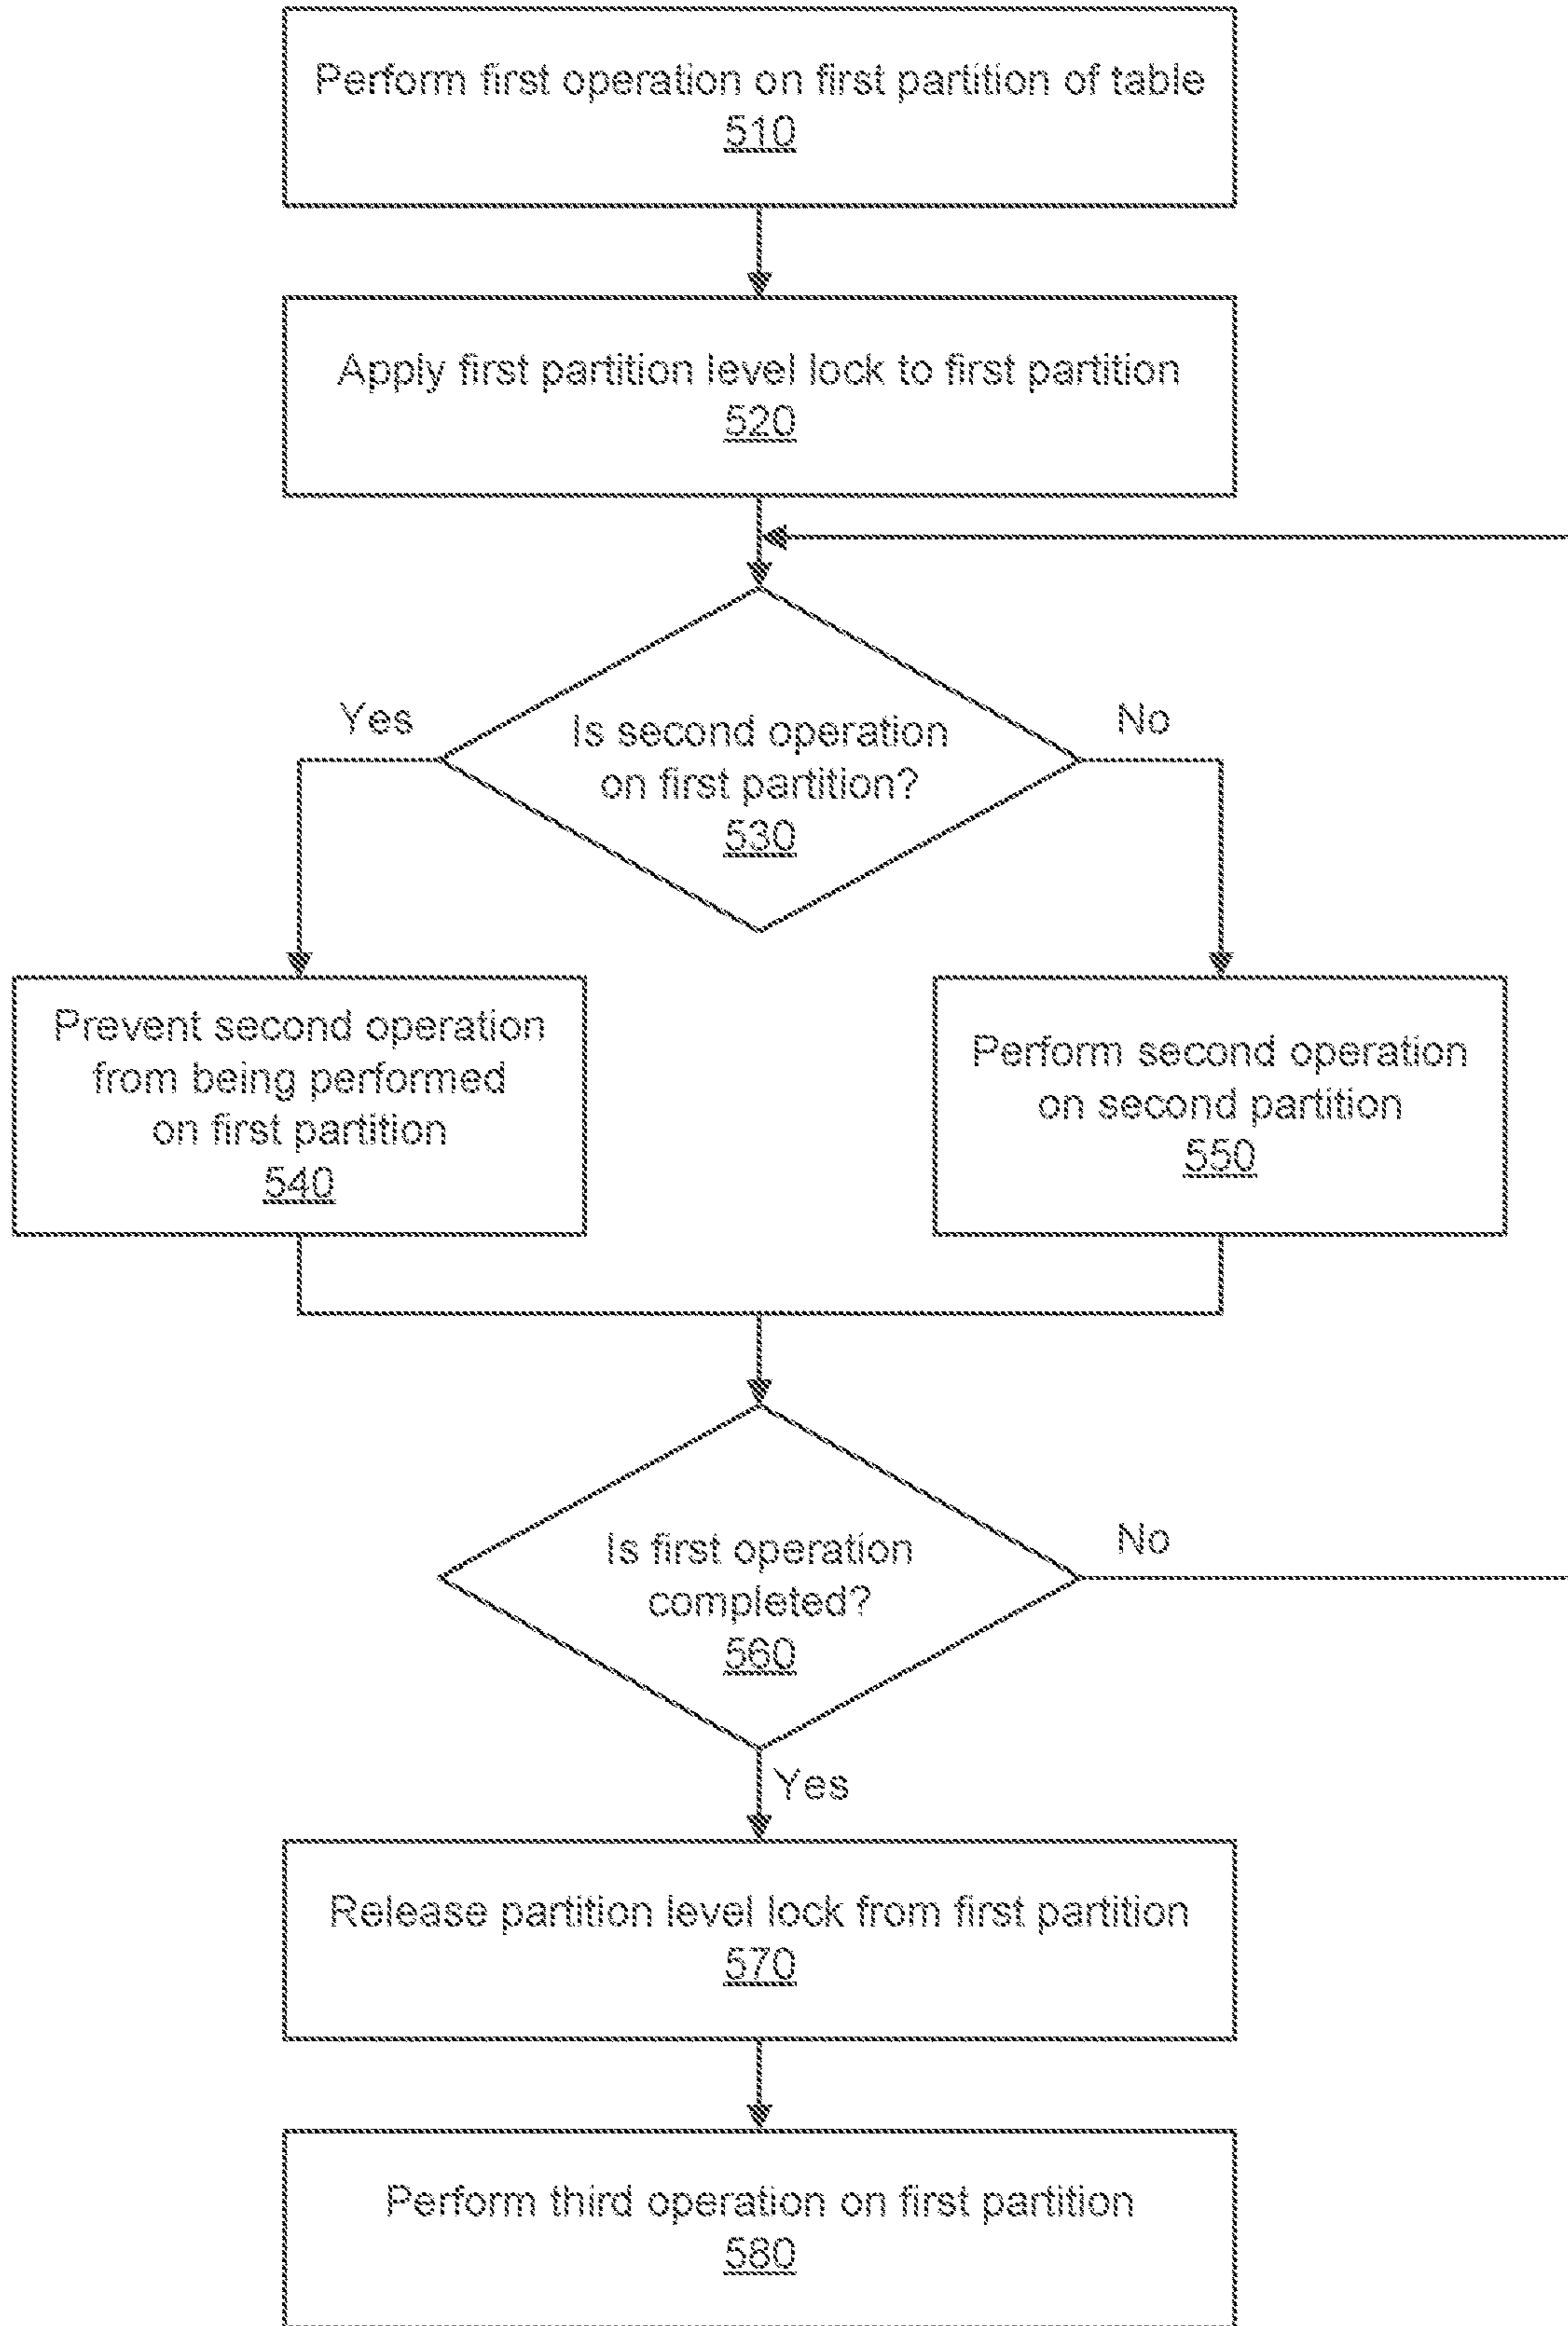 Perform first operation on first partition of table
510
Apply first partition level lock to first partition
520
Yes
No
Is second operation
on first partition?
530
Prevent second operation
from being performed
on first partition
540
Perform second operation
on second partition
550
Is first operation
completed?
560
No
Yes
Release partition level lock from first partition
570
Perform third operation on first partition
580